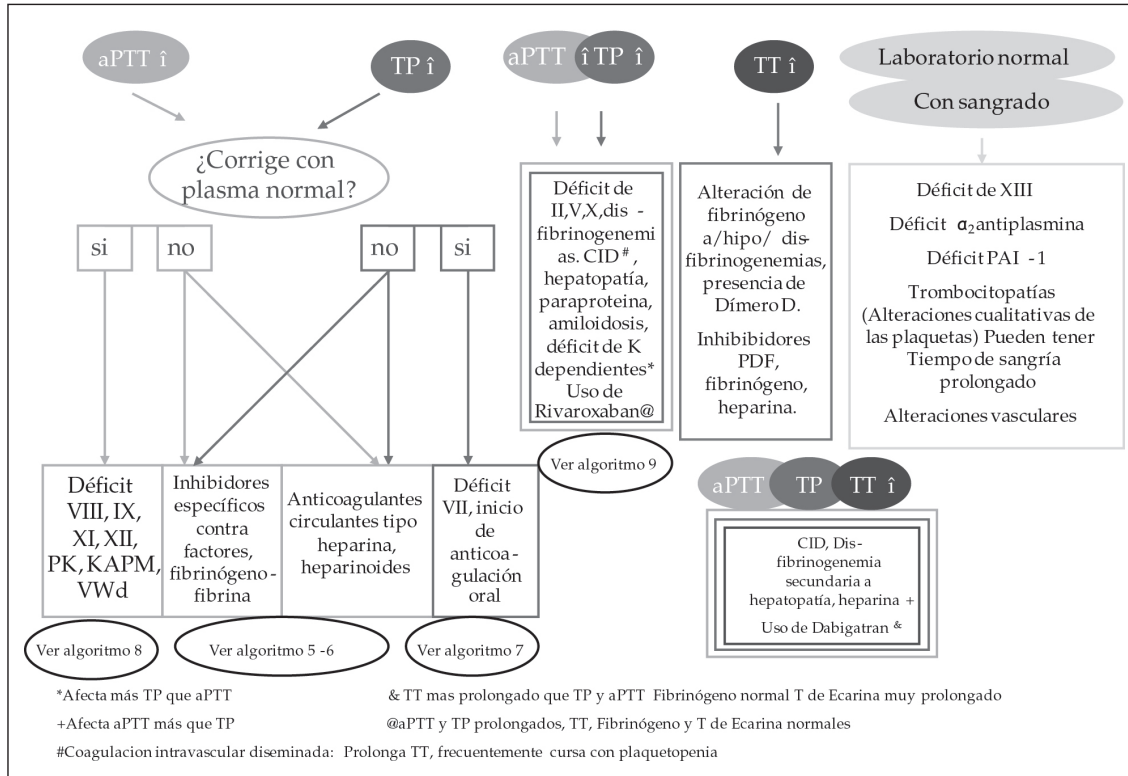 aPTT î
TP î
aPTT î TP î
TT î
Laboratorio normal
Con sangrado
¿Corrige con
plasma normal?
si
no
no
si
Déficit de
II,V,X,dis -
fibrinogenemi
as. CID#,
hepatopatía,
paraproteina,
amiloidosis,
déficit de K
dependientes*
Uso de
Rivaroxaban@
Ver algoritmo 9
Alteración de
fibrinógeno
a/hipo/ dis-
fibrinogenemias,
presencia de
Dímero D.
Inhibibidores
PDF,
fibrinógeno,
heparina.
Déficit de XIII
Déficit α₂antiplasmina
Déficit PAI -1
Trombocitopatías
(Alteraciones cualitativas de
las plaquetas) Pueden tener
Tiempo de sangría
prolongado
Alteraciones vasculares
Déficit
VIII, IX,
XI, XII,
PK, KAPM,
VWd
Inhibidores
específicos
contra
factores,
fibrinógeno-
fibrina
Anticoagulantes
circulantes tipo
heparina,
heparinoides
Déficit
VII, inicio
de
anticoa-
gulación
oral
Ver algoritmo 8
Ver algoritmo 5 -6
Ver algoritmo 7
aPTT TP TT î
CID, Dis-
fibrinogenemia
secundaria a
hepatopatía, heparina +
Uso de Dabigatran &
*Afecta más TP que aPTT
& TT mas prolongado que TP y aPTT Fibrinógeno normal T de Ecarina muy prolongado
+Afecta aPTT más que TP
@aPTT y TP prolongados, TT, Fibrinógeno y T de Ecarina normales
#Coagulacion intravascular diseminada: Prolonga TT, frecuentemente cursa con plaquetopenia